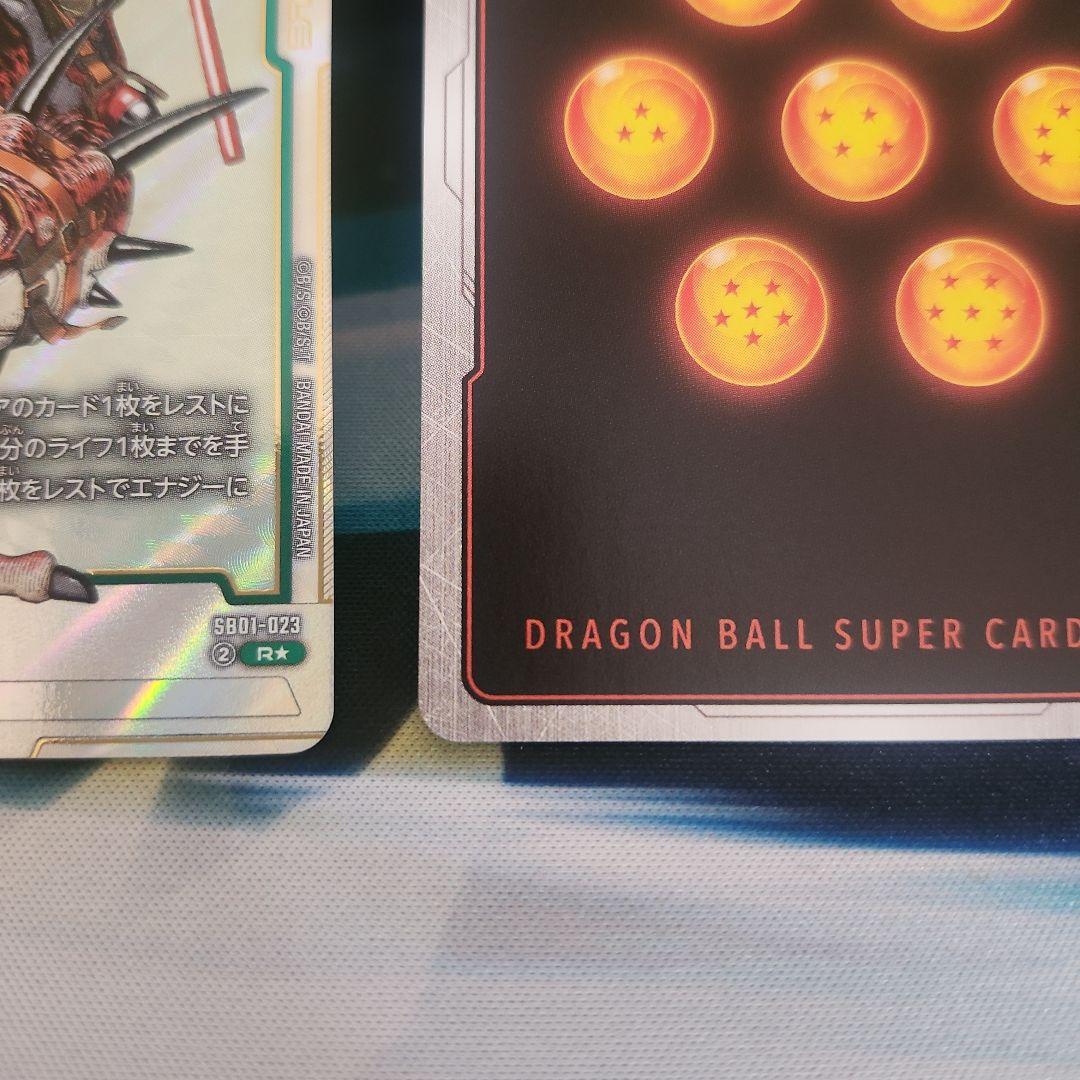 アのカード1枚をレストに
分のライフ1枚までを手
枚をレストでエナジーに
©B/S ©B/S/T BANDAI MADE IN JAPAN
SB01-023
② R★
DRAGON BALL SUPER CARD